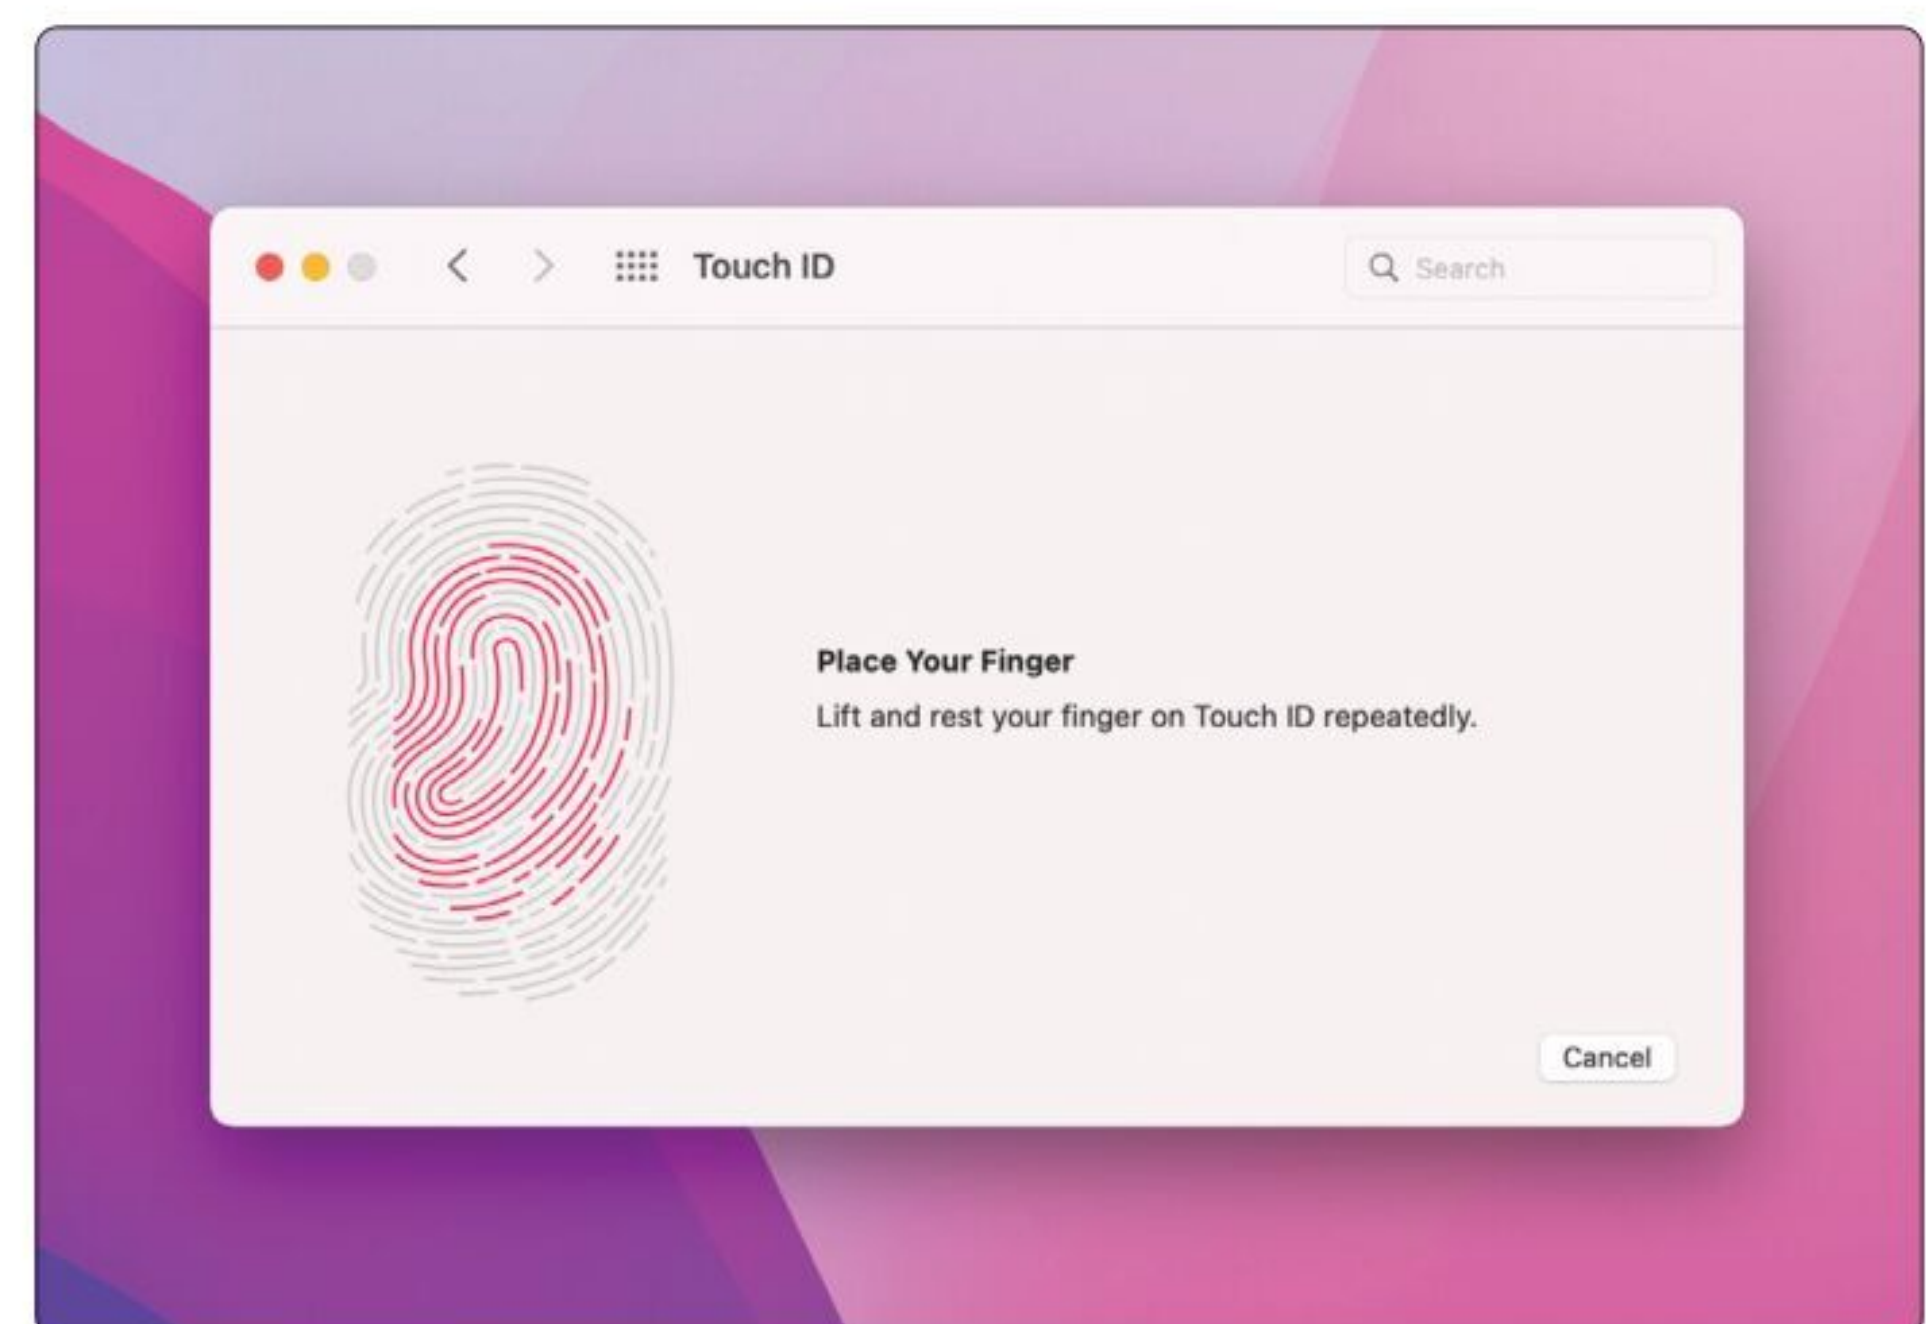 Touch ID
Search
Place Your Finger
Lift and rest your finger on Touch ID repeatedly.
Cancel